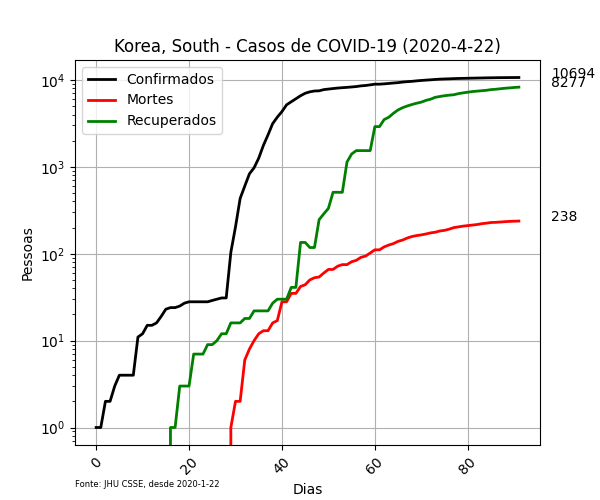 Korea, South - Casos de COVID-19 (2020-4-22)
Confirmados
Mortes
Recuperados
10694
8277
238
Pessoas
10^4
10^3
10^2
10^1
10^0
0
20
40
60
80
Dias
Fonte: JHU CSSE, desde 2020-1-22